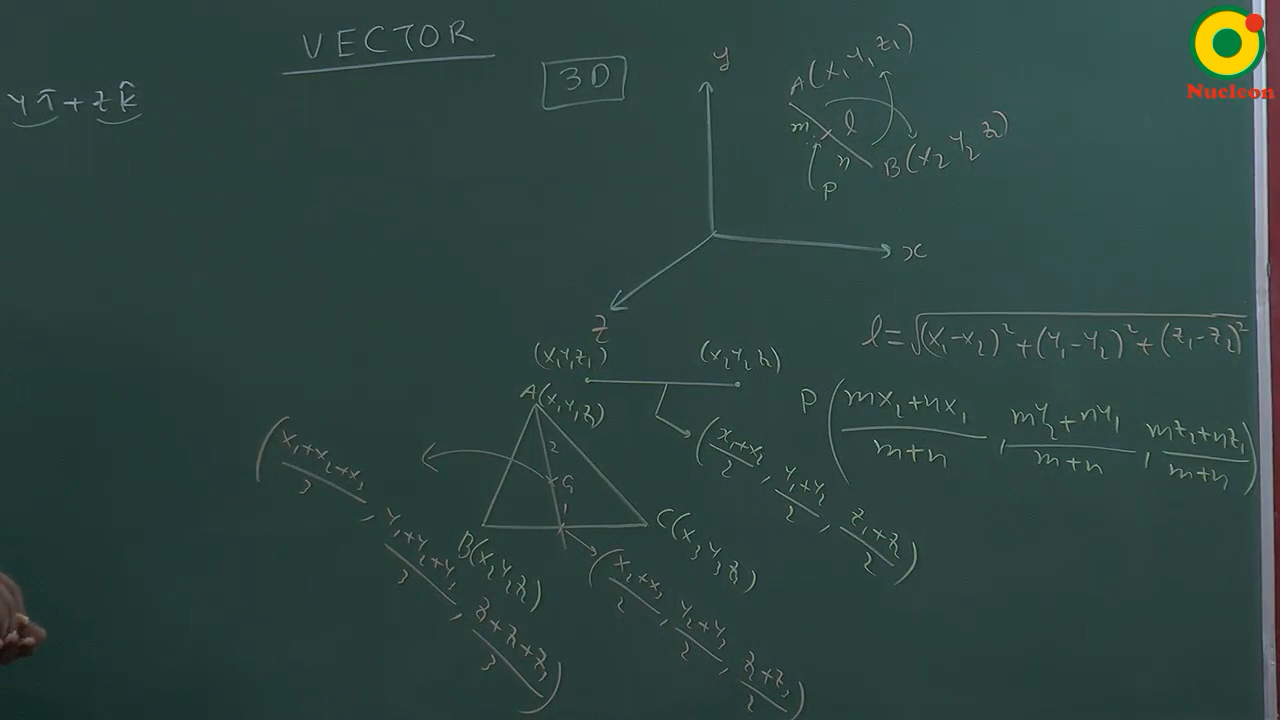 VECTOR
3D
y î + z k̂
y
x
z
A(x₁ y₁ z₁)
m
l
n
P
B(x₂ y₂ z₂)
Nucleon
l = √((x₁-x₂)² + (y₁-y₂)² + (z₁-z₂)²)
(x₁ y₁ z₁)
(x₂ y₂ z₂)
P((mx₂+nx₁)/(m+n), (my₂+ny₁)/(m+n), (mz₂+nz₁)/(m+n))
((x₁+x₂)/2, (y₁+y₂)/2, (z₁+z₂)/2)
A(x₁ y₁ z₁)
2
G
1
B(x₂ y₂ z₂)
C(x₃ y₃ z₃)
((x₁+x₂+x₃)/3, (y₁+y₂+y₃)/3, (z₁+z₂+z₃)/3)
((x₂+x₃)/2, (y₂+y₃)/2, (z₂+z₃)/2)